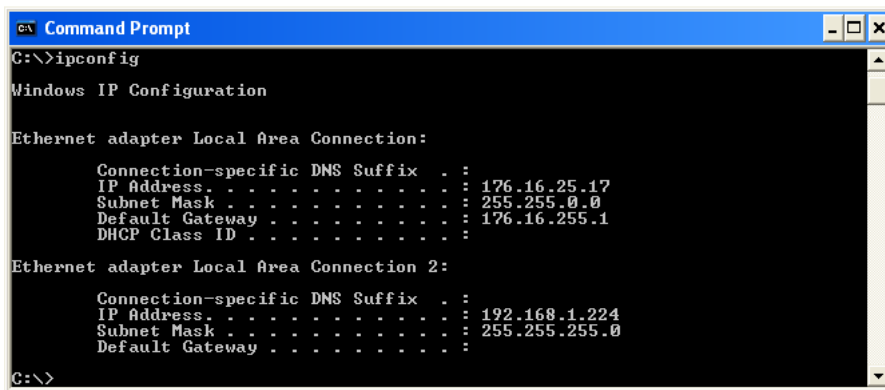 Command Prompt
C:\>ipconfig
Windows IP Configuration
Ethernet adapter Local Area Connection:
Connection-specific DNS Suffix . :
IP Address. . . . . . . . . . . . : 176.16.25.17
Subnet Mask . . . . . . . . . . . : 255.255.0.0
Default Gateway . . . . . . . . . : 176.16.255.1
DHCP Class ID . . . . . . . . . . :
Ethernet adapter Local Area Connection 2:
Connection-specific DNS Suffix . :
IP Address. . . . . . . . . . . . : 192.168.1.224
Subnet Mask . . . . . . . . . . . : 255.255.255.0
Default Gateway . . . . . . . . . :
C:\>